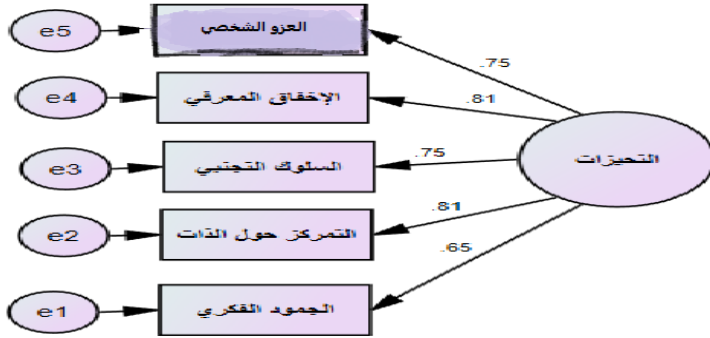 e5
العزو الشخصي
.75
e4
الإخفاق المعرفي
.81
التحيزات
e3
السلوك التجنبي
.75
e2
التمركز حول الذات
.81
e1
الجمود الفكري
.65